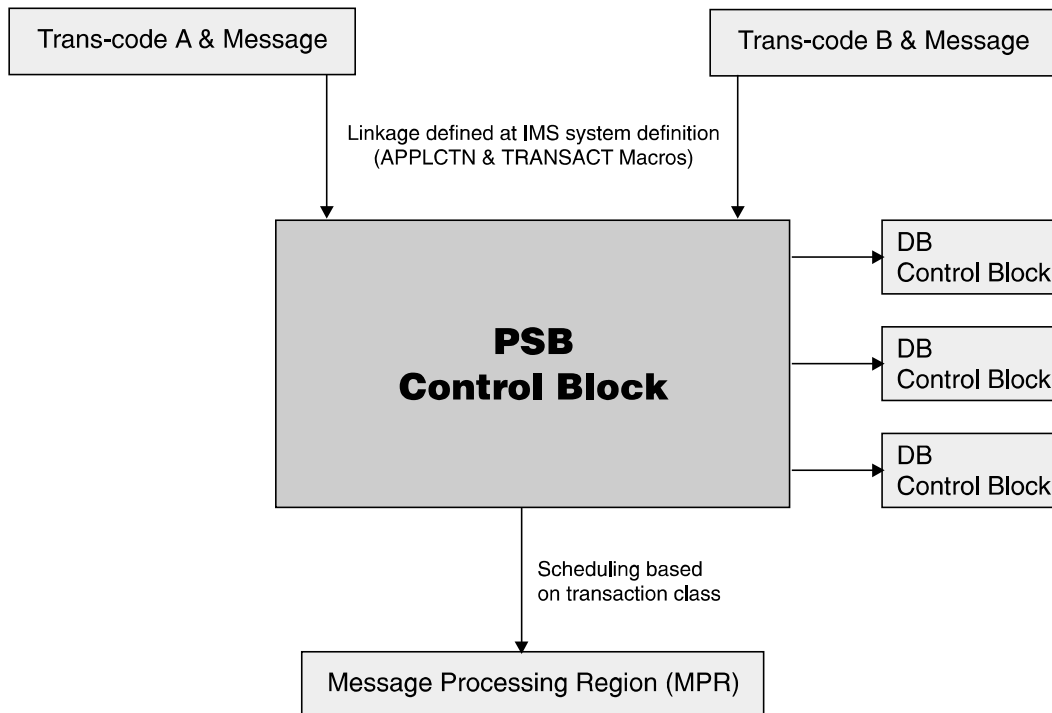 Trans-code A & Message
Trans-code B & Message
Linkage defined at IMS system definition
(APPLCTN & TRANSACT Macros)
PSB
Control Block
DB
Control Block
DB
Control Block
DB
Control Block
Scheduling based
on transaction class
Message Processing Region (MPR)